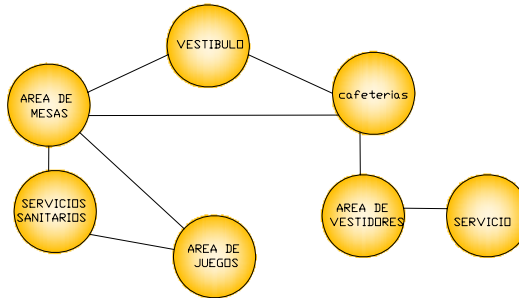 VESTIBULO
cafeterias
AREA DE
MESAS
SERVICIOS
SANITARIOS
AREA DE
VESTIDORES
SERVICIO
AREA DE
JUEGOS